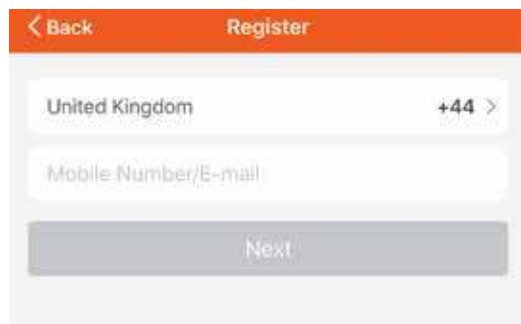 Back
Register
United Kingdom +44
Mobile Number/E-mail
Next